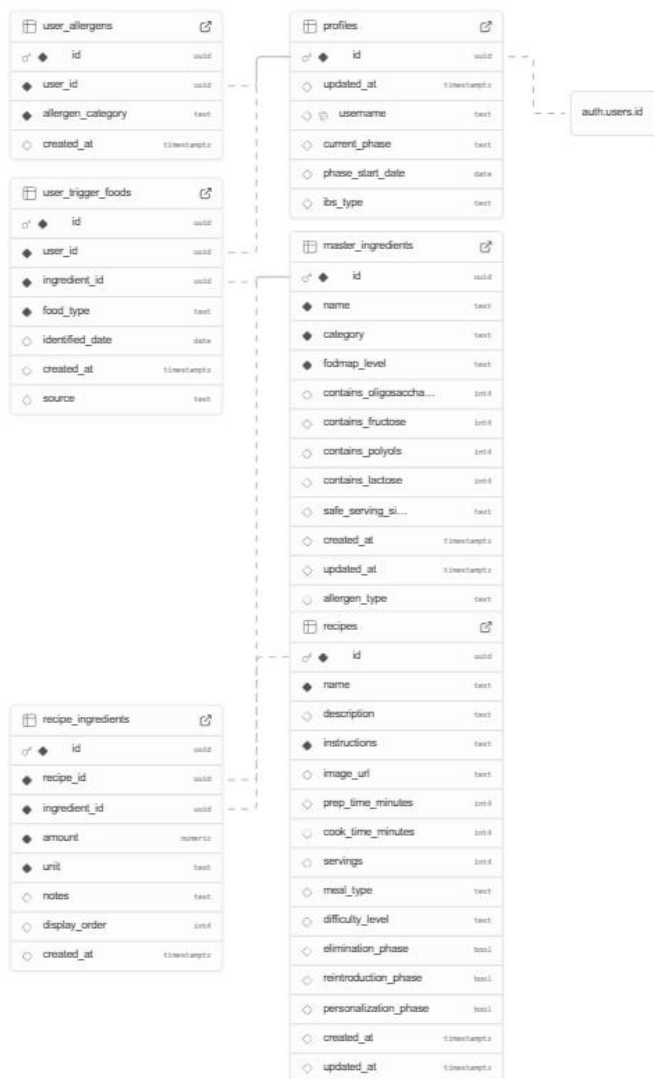 user_allergens
id uuid
user_id uuid
allergen_category text
created_at timestamptz
user_trigger_foods
id uuid
user_id uuid
ingredient_id uuid
food_type text
identified_date date
created_at timestamptz
source text
recipe_ingredients
id uuid
recipe_id uuid
ingredient_id uuid
amount numeric
unit text
notes text
display_order int4
created_at timestamptz
profiles
id uuid
updated_at timestamptz
username text
current_phase text
phase_start_date date
ibs_type text
master_ingredients
id uuid
name text
category text
fodmap_level text
contains_oligosaccha... int4
contains_fructose int4
contains_polyols int4
contains_lactose int4
safe_serving_si... text
created_at timestamptz
updated_at timestamptz
allergen_type text
recipes
id uuid
name text
description text
instructions text
image_url text
prep_time_minutes int4
cook_time_minutes int4
servings int4
meal_type text
difficulty_level text
elimination_phase bool
reintroduction_phase bool
personalization_phase bool
created_at timestamptz
updated_at timestamptz
auth.users.id